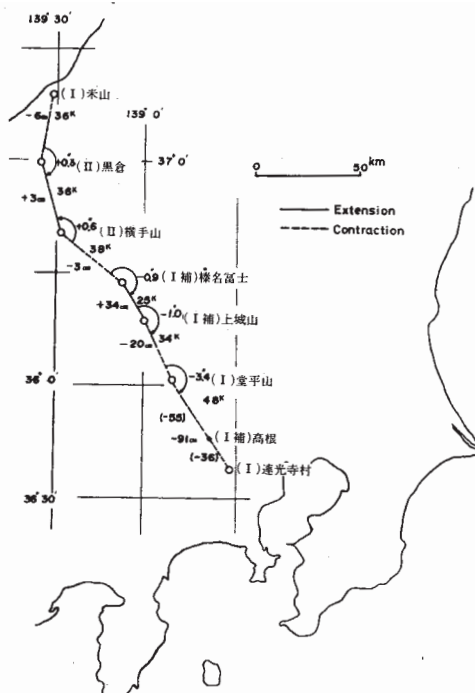 139° 30'
(I)米山
-6㎝ 36K
139° 0'
37° 0'
0 50 km
+0.″5 (II)黒倉
+3㎝ 36K
Extension
Contraction
+0.″6 (II)横手山
38K
-3㎝
-0.″9 (I補)榛名冨士
+34㎝ 25K
-1.″0 (I補)上城山
-20㎝ 34K
36° 0'
-3.″4 (I)堂平山
48K
(-55)
-91㎝ (I補)高根
(-36)
(I)連光寺村
36° 30'